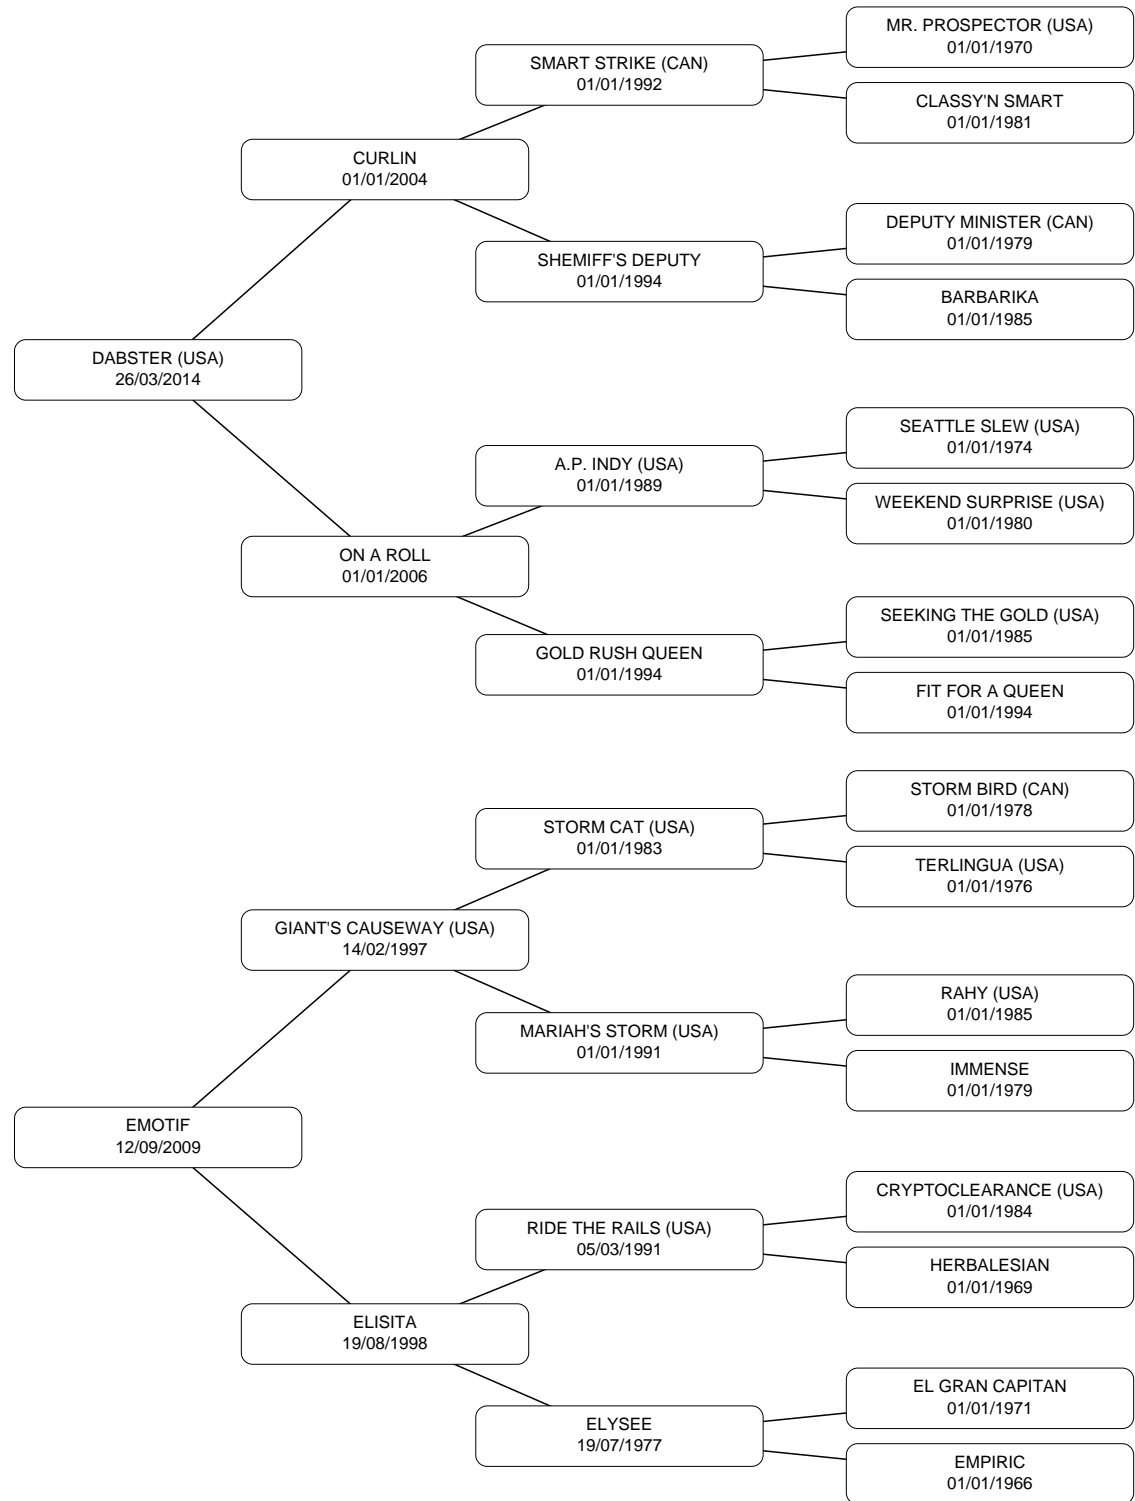 MR. PROSPECTOR (USA)
01/01/1970
SMART STRIKE (CAN)
01/01/1992
CLASSY'N SMART
01/01/1981
CURLIN
01/01/2004
DEPUTY MINISTER (CAN)
01/01/1979
SHEMIFF'S DEPUTY
01/01/1994
BARBARIKA
01/01/1985
DABSTER (USA)
26/03/2014
SEATTLE SLEW (USA)
01/01/1974
A.P. INDY (USA)
01/01/1989
WEEKEND SURPRISE (USA)
01/01/1980
ON A ROLL
01/01/2006
SEEKING THE GOLD (USA)
01/01/1985
GOLD RUSH QUEEN
01/01/1994
FIT FOR A QUEEN
01/01/1994
STORM BIRD (CAN)
01/01/1978
STORM CAT (USA)
01/01/1983
TERLINGUA (USA)
01/01/1976
GIANT'S CAUSEWAY (USA)
14/02/1997
RAHY (USA)
01/01/1985
MARIAH'S STORM (USA)
01/01/1991
IMMENSE
01/01/1979
EMOTIF
12/09/2009
CRYPTOCLEARANCE (USA)
01/01/1984
RIDE THE RAILS (USA)
05/03/1991
HERBALESIAN
01/01/1969
ELISITA
19/08/1998
EL GRAN CAPITAN
01/01/1971
ELYSEE
19/07/1977
EMPIRIC
01/01/1966